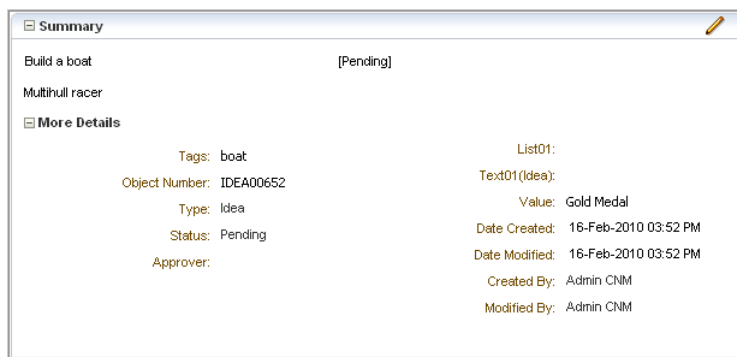 Summary
Build a boat [Pending]
Multihull racer
More Details
Tags: boat
Object Number: IDEA00652
Type: Idea
Status: Pending
Approver:
List01:
Text01(Idea):
Value: Gold Medal
Date Created: 16-Feb-2010 03:52 PM
Date Modified: 16-Feb-2010 03:52 PM
Created By: Admin CNM
Modified By: Admin CNM